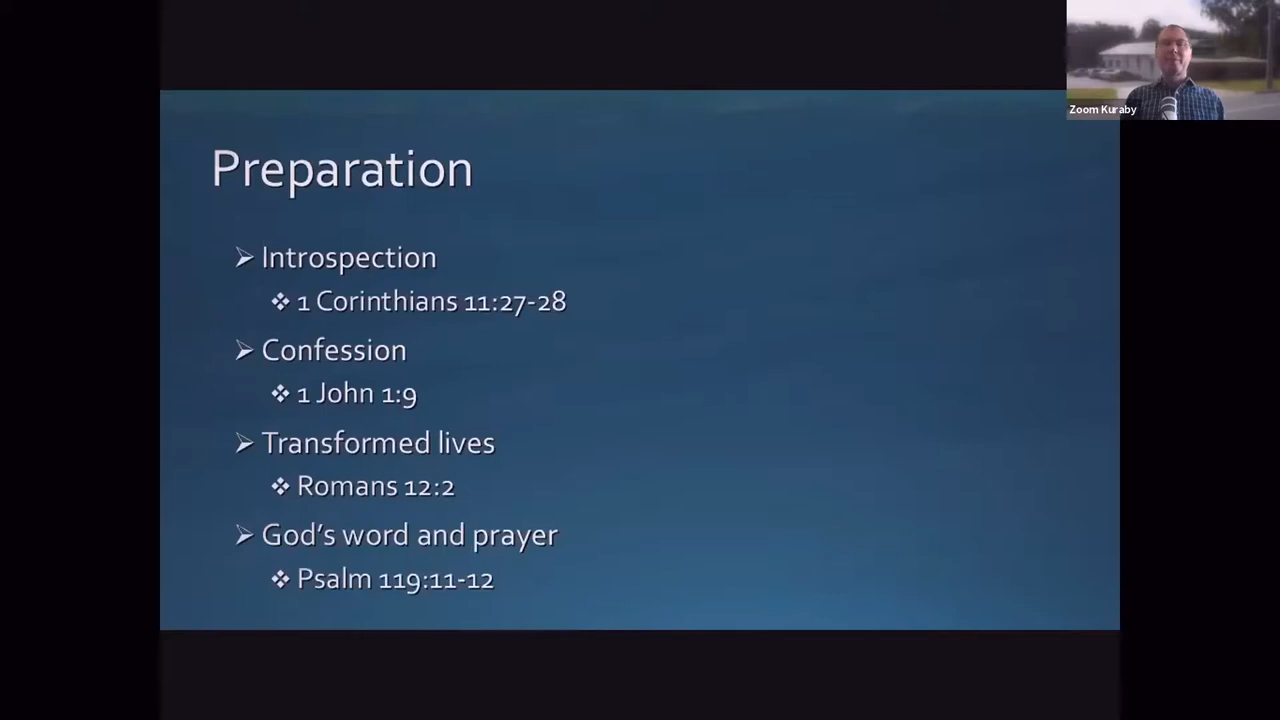 Preparation
Introspection
1 Corinthians 11:27-28
Confession
1 John 1:9
Transformed lives
Romans 12:2
God's word and prayer
Psalm 119:11-12
Zoom Kuraby